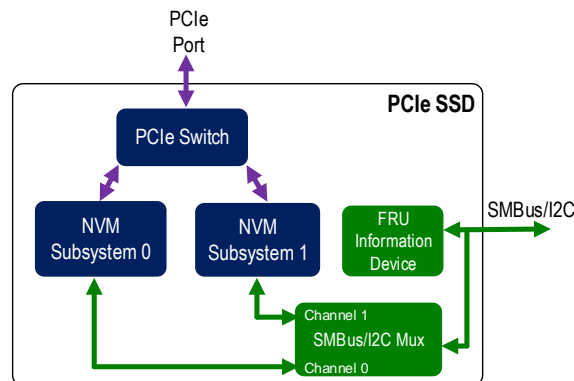 PCIe
Port
PCIe SSD
PCIe Switch
NVM
Subsystem 0
NVM
Subsystem 1
FRU
Information
Device
SMBus/I2C
Channel 1
SMBus/I2C Mux
Channel 0